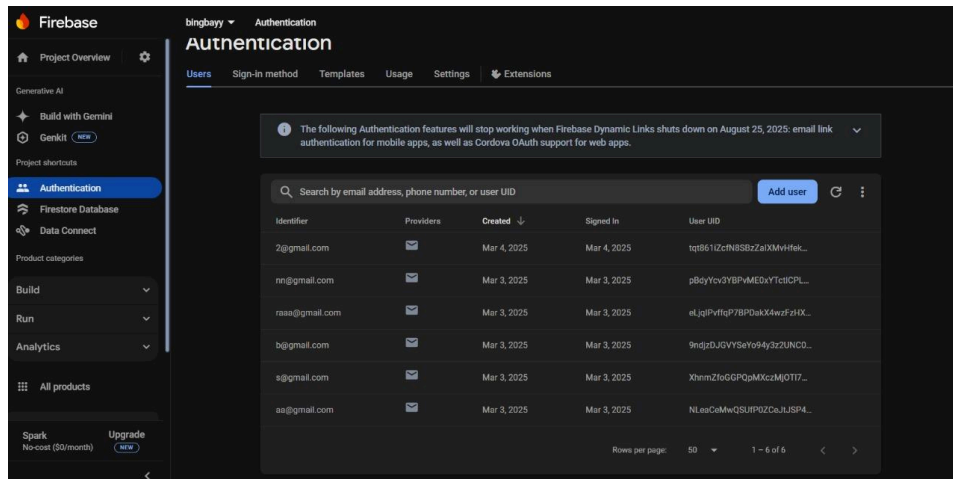 Firebase
bingbayy Authentication
Project Overview
Authentication
Users Sign-in method Templates Usage Settings Extensions
Generative AI
Build with Gemini
Genkit NEW
Project shortcuts
Authentication
Firestore Database
Data Connect
Product categories
Build
Run
Analytics
All products
Spark
No-cost ($0/month)
Upgrade
NEW
The following Authentication features will stop working when Firebase Dynamic Links shuts down on August 25, 2025: email link
authentication for mobile apps, as well as Cordova OAuth support for web apps.
Search by email address, phone number, or user UID
Add user
Identifier Providers Created Signed In User UID
2@gmail.com Mar 4, 2025 Mar 4, 2025 tqt861iZcfN8SBzZaIXMvHfek...
nn@gmail.com Mar 3, 2025 Mar 3, 2025 pBdyYcv3YBPvME0xYTctICPL...
raaa@gmail.com Mar 3, 2025 Mar 3, 2025 eLjqIPvffqP7BPDakX4wzFzHX...
b@gmail.com Mar 3, 2025 Mar 3, 2025 9ndjzDJGVYSeYo94y3z2UNC0...
s@gmail.com Mar 3, 2025 Mar 3, 2025 XhnmZfoGGPQpMXczMjOTI7...
aa@gmail.com Mar 3, 2025 Mar 3, 2025 NLeaCeMwQSUfP0ZCeJtJSP4...
Rows per page: 50 1 – 6 of 6